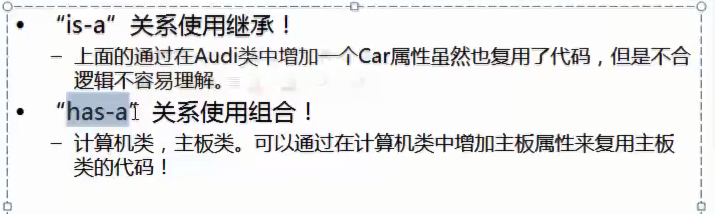 • “is-a”关系使用继承！
– 上面的通过在Audi类中增加一个Car属性虽然也复用了代码，但是不合
逻辑不容易理解。
• “has-a”关系使用组合！
– 计算机类，主板类。可以通过在计算机类中增加主板属性来复用主板
类的代码！